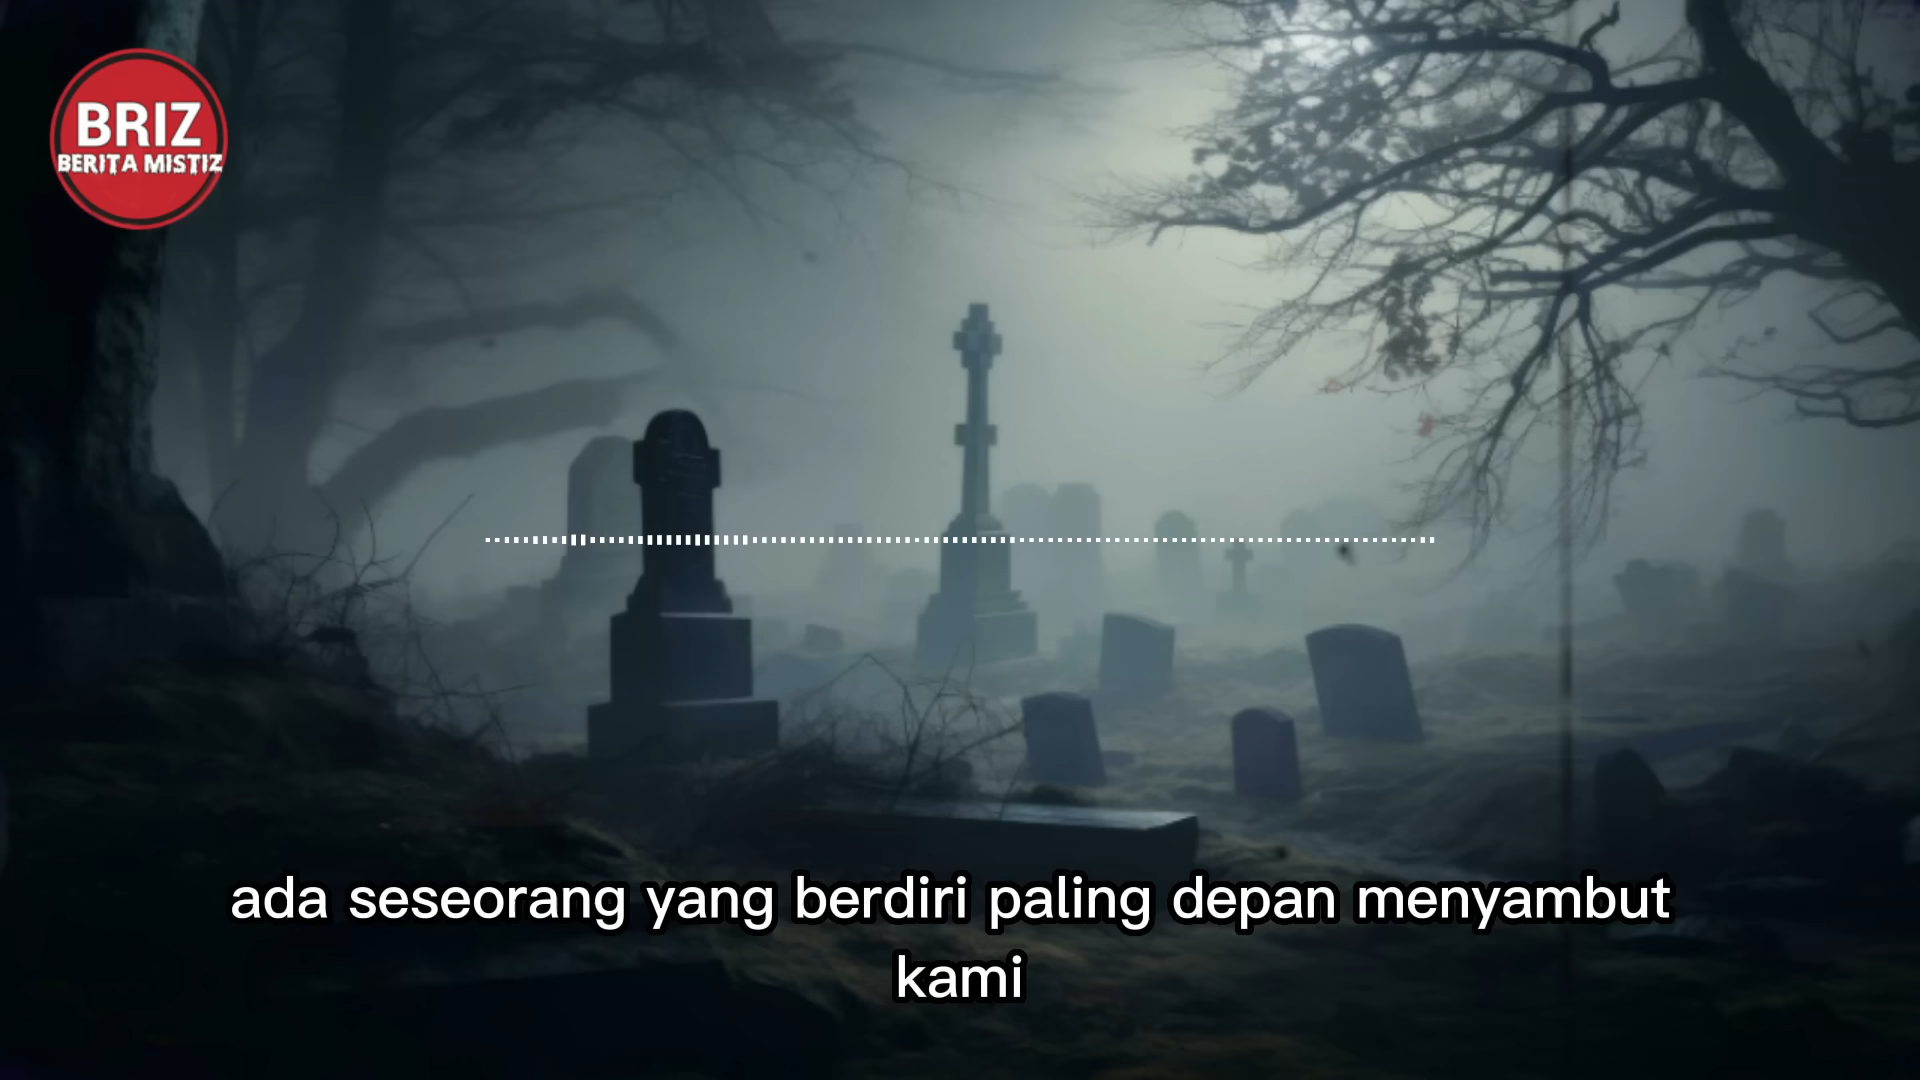 BRIZ
BERITA MISTIZ
ada seseorang yang berdiri paling depan menyambut
kami